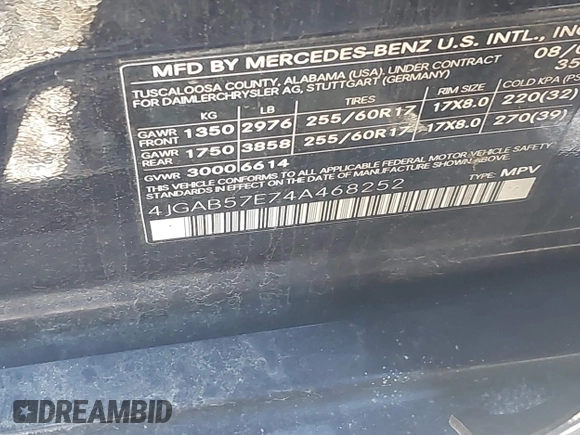 MFD BY MERCEDES-BENZ U.S. INTL., INC
TUSCALOOSA COUNTY, ALABAMA (USA), UNDER CONTRACT 08/
FOR DAIMLERCHRYSLER AG, STUTTGART (GERMANY) 35
KG LB TIRES RIM SIZE COLD KPA (PS
GAWR FRONT 1350 2976 255/60R17 17X8.0 220(32)
GAWR REAR 1750 3858 255/60R17 17X8.0 270(39)
GVWR 3000 6614
THIS VEHICLE CONFORMS TO ALL APPLICABLE FEDERAL MOTOR VEHICLE SAFETY
IN EFFECT ON THE DATE OF MANUFACTURE SHOWN ABOVE.
4JGAB57E74A468252 TYPE: MPV
DREAMBID